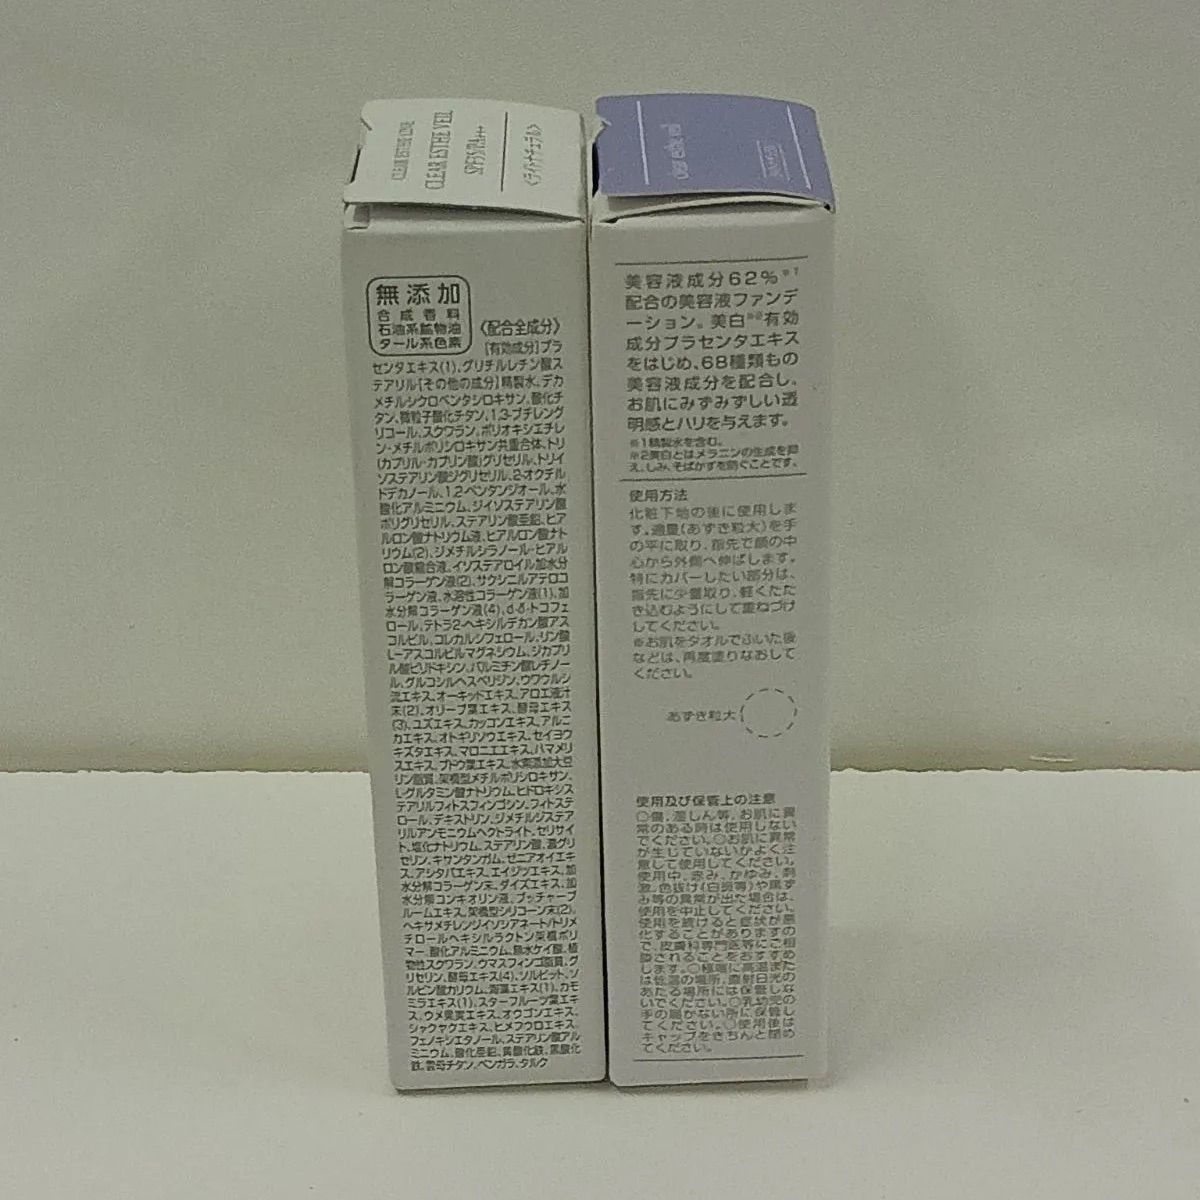 CLEAR ESTHE LINE
CLEAR ESTHE VEIL
SPF35/PA+++
〈ライトナチュラル〉
clear esthe veil
無添加
合成香料
石油系鉱物油
タール系色素
〈配合全成分〉
[有効成分]プラ
センタエキス(1)、グリチルレチン酸ス
テアリル[その他の成分]精製水、デカ
メチルシクロペンタシロキサン、酸化チ
タン、微粒子酸化チタン、1,3-ブチレング
リコール、スクワラン、ポリオキシエチレ
ン・メチルポリシロキサン共重合体、トリ
(カプリル・カプリン酸)グリセリル、トリイ
ソステアリン酸ジグリセリル、2-オクチル
ドデカノール、1,2-ペンタンジオール、水
酸化アルミニウム、ジイソステアリン酸
ポリグリセリル、ステアリン酸亜鉛、ヒア
ルロン酸ナトリウム液、ヒアルロン酸ナト
リウム(2)、ジメチルシラノール・ヒアル
ロン酸縮合液、イソステアロイル加水分
解コラーゲン液(2)、サクシニルアテロコ
ラーゲン液、水溶性コラーゲン液(1)、加
水分解コラーゲン液(4)、d-δ-トコフェ
ロール、テトラ2-ヘキシルデカン酸アス
コルビル、コレカルシフェロール、リン酸
L-アスコルビルマグネシウム、ジカプリ
ル酸ピリドキシン、パルミチン酸レチノー
ル、グルコシルヘスペリジン、ウワウルシ
流エキス、オーキッドエキス、アロエ液汁
末(2)、オリーブ葉エキス、酵母エキス
(3)、ユズエキス、カッコンエキス、アルニ
カエキス、オトギリソウエキス、セイヨウ
キズタエキス、マロニエエキス、ハマメリ
スエキス、ブドウ葉エキス、水素添加大豆
リン脂質、架橋型メチルポリシロキサン、
L-グルタミン酸ナトリウム、ヒドロキシス
テアリルフィトスフィンゴシン、フィトステ
ロール、デキストリン、ジメチルジステア
リルアンモニウムヘクトライト、セリサイ
ト、塩化ナトリウム、ステアリン酸、濃グリ
セリン、キサンタンガム、ゼニアオイエキ
ス、アシタバエキス、エイジツエキス、加
水分解コラーゲン末、ダイズエキス、加
水分解コンキオリン液、ブッチャーブ
ルームエキス、架橋型シリコーン末(2)、
ヘキサメチレンジイソシアネート/トリメ
チロールヘキシルラクトン架橋ポリ
マー、酸化アルミニウム、無水ケイ酸、植
物性スクワラン、ウマスフィンゴ脂質、グ
リセリン、酵母エキス(4)、ソルビット、ソ
ルビン酸カリウム、海藻エキス(1)、カモ
ミラエキス(1)、スターフルーツ葉エキ
ス、ウメ果実エキス、オウゴンエキス、
シャクヤクエキス、ヒメフウロエキス、
フェノキシエタノール、ステアリン酸アル
ミニウム、酸化亜鉛、黄酸化鉄、黒酸化
鉄、雲母チタン、ベンガラ、タルク
美容液成分62%※1
配合の美容液ファンデ
ーション。美白※2有効
成分プラセンタエキス
をはじめ、68種類もの
美容液成分を配合し、
お肌にみずみずしい透
明感とハリを与えます。
※1精製水を含む。
※2美白とはメラニンの生成を抑
え、しみ、そばかすを防ぐことです。
使用方法
化粧下地の後に使用しま
す。適量(あずき粒大)を手
の平に取り、指先で顔の中
心から外側へ伸ばします。
特にカバーしたい部分は、
指先に少量取り、軽くたた
き込むようにして重ねづけ
してください。
※お肌をタオルでふいた後
などは、再度塗りなおして
ください。
あずき粒大
使用及び保管上の注意
○傷、湿しん等、お肌に異
常のある時は使用しない
でください。○お肌に異常
が生じていないかよく注
意して使用してください。
使用中、赤み、かゆみ、刺
激、色抜け(白斑等)や黒ず
み等の異常が出た場合は、
使用を中止してください。
使用を続けると症状が悪
化することがありますの
で、皮膚科専門医等にご相
談されることをおすすめ
します。○極端に高温また
は低温の場所、直射日光の
あたる場所には保管しな
いでください。○乳幼児の
手の届かない所に保管し
てください。○使用後は
キャップをきちんと閉め
てください。